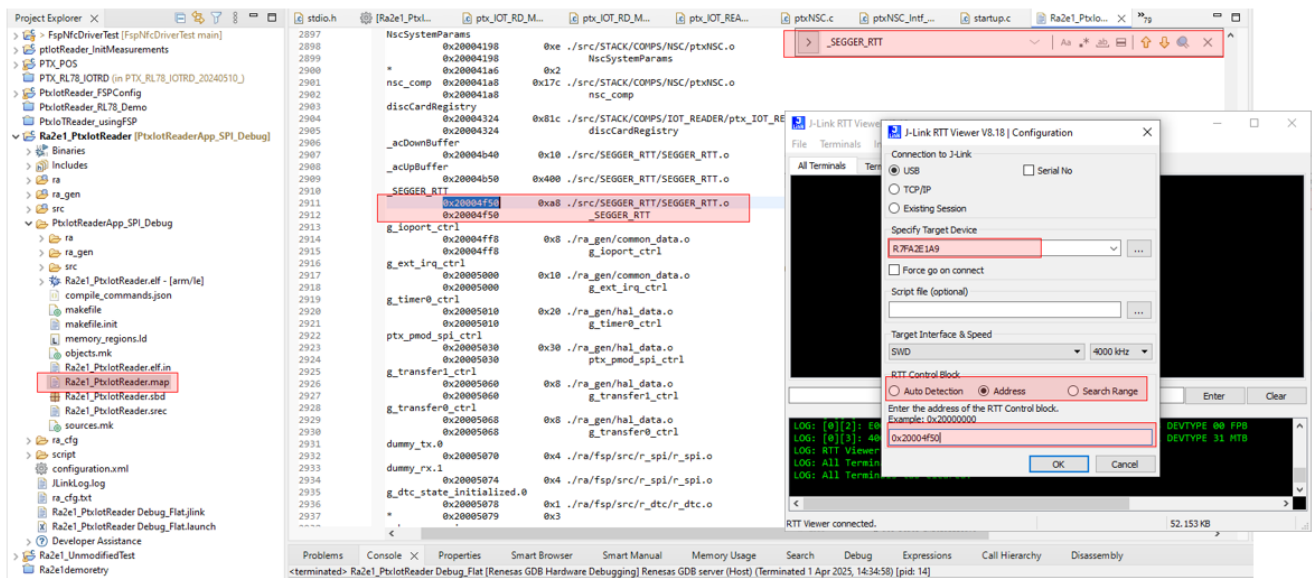 Project Explorer
> FspNfcDriverTest [FspNfcDriverTest main]
ptIotReader_InitMeasurements
PTX_POS
PTX_RL78_IOTRD (in PTX_RL78_IOTRD_20240510_)
PtxIotReader_FSPConfig
PtxIotReader_RL78_Demo
PtxIoTReader_usingFSP
Ra2e1_PtxIotReader [PtxIotReaderApp_SPI_Debug]
Binaries
Includes
ra
ra_gen
src
PtxIotReaderApp_SPI_Debug
ra
ra_gen
src
Ra2e1_PtxIotReader.elf - [arm/le]
compile_commands.json
makefile
makefile.init
memory_regions.ld
objects.mk
Ra2e1_PtxIotReader.elf.in
Ra2e1_PtxIotReader.map
Ra2e1_PtxIotReader.sbd
Ra2e1_PtxIotReader.srec
sources.mk
ra_cfg
script
configuration.xml
JLinkLog.log
ra_cfg.txt
Ra2e1_PtxIotReader Debug_Flat.jlink
Ra2e1_PtxIotReader Debug_Flat.launch
Developer Assistance
Ra2e1_UnmodifiedTest
Ra2e1demoretry
stdio.h
[Ra2e1_Ptxl...
ptx_IOT_RD_M...
ptx_IOT_RD_M...
ptx_IOT_REA...
ptxNSC.c
ptxNSC_Intf_...
startup.c
Ra2e1_PtxIo...
79
_SEGGER_RTT
2897 NscSystemParams
2898 0x20004198 0xe ./src/STACK/COMPS/NSC/ptxNSC.o
2899 0x20004198 NscSystemParams
2900 * 0x200041a6 0x2
2901 nsc_comp 0x200041a8 0x17c ./src/STACK/COMPS/NSC/ptxNSC.o
2902 0x200041a8 nsc_comp
2903 discCardRegistry
2904 0x20004324 0x81c ./src/STACK/COMPS/IOT_READER/ptx_IOT_RE
2905 0x20004324 discCardRegistry
2906 _acDownBuffer
2907 0x20004b40 0x10 ./src/SEGGER_RTT/SEGGER_RTT.o
2908 _acUpBuffer
2909 0x20004b50 0x400 ./src/SEGGER_RTT/SEGGER_RTT.o
2910 _SEGGER_RTT
2911 0x20004f50 0xa8 ./src/SEGGER_RTT/SEGGER_RTT.o
2912 0x20004f50 _SEGGER_RTT
2913 g_ioport_ctrl
2914 0x20004ff8 0x8 ./ra_gen/common_data.o
2915 0x20004ff8 g_ioport_ctrl
2916 g_ext_irq_ctrl
2917 0x20005000 0x10 ./ra_gen/common_data.o
2918 0x20005000 g_ext_irq_ctrl
2919 g_timer0_ctrl
2920 0x20005010 0x20 ./ra_gen/hal_data.o
2921 0x20005010 g_timer0_ctrl
2922 ptx_pmod_spi_ctrl
2923 0x20005030 0x30 ./ra_gen/hal_data.o
2924 0x20005030 ptx_pmod_spi_ctrl
2925 g_transfer1_ctrl
2926 0x20005060 0x8 ./ra_gen/hal_data.o
2927 0x20005060 g_transfer1_ctrl
2928 g_transfer0_ctrl
2929 0x20005068 0x8 ./ra_gen/hal_data.o
2930 0x20005068 g_transfer0_ctrl
2931 dummy_tx.0
2932 0x20005070 0x4 ./ra/fsp/src/r_spi/r_spi.o
2933 dummy_rx.1
2934 0x20005074 0x4 ./ra/fsp/src/r_spi/r_spi.o
2935 g_dtc_state_initialized.0
2936 0x20005078 0x1 ./ra/fsp/src/r_dtc/r_dtc.o
2937 * 0x20005079 0x3
J-Link RTT Viewer
File Terminals In
All Terminals Term
J-Link RTT Viewer V8.18 | Configuration
Connection to J-Link
USB
Serial No
TCP/IP
Existing Session
Specify Target Device
R7FA2E1A9
...
Force go on connect
Script file (optional)
...
Target Interface & Speed
SWD
4000 kHz
RTT Control Block
Auto Detection
Address
Search Range
Enter the address of the RTT Control block.
Example: 0x20000000
0x20004f50
OK
Cancel
Enter
Clear
LOG: [0][2]: E00 DEVTYPE 00 FPB
LOG: [0][3]: 400 DEVTYPE 31 MTB
LOG: RTT Viewer
LOG: All Termin
LOG: All Termin
RTT Viewer connected.
52.153 KB
Problems
Console
Properties
Smart Browser
Smart Manual
Memory Usage
Search
Debug
Expressions
Call Hierarchy
Disassembly
<terminated> Ra2e1_PtxIotReader Debug_Flat [Renesas GDB Hardware Debugging] Renesas GDB server (Host) (Terminated 1 Apr 2025, 14:34:58) [pid: 14]